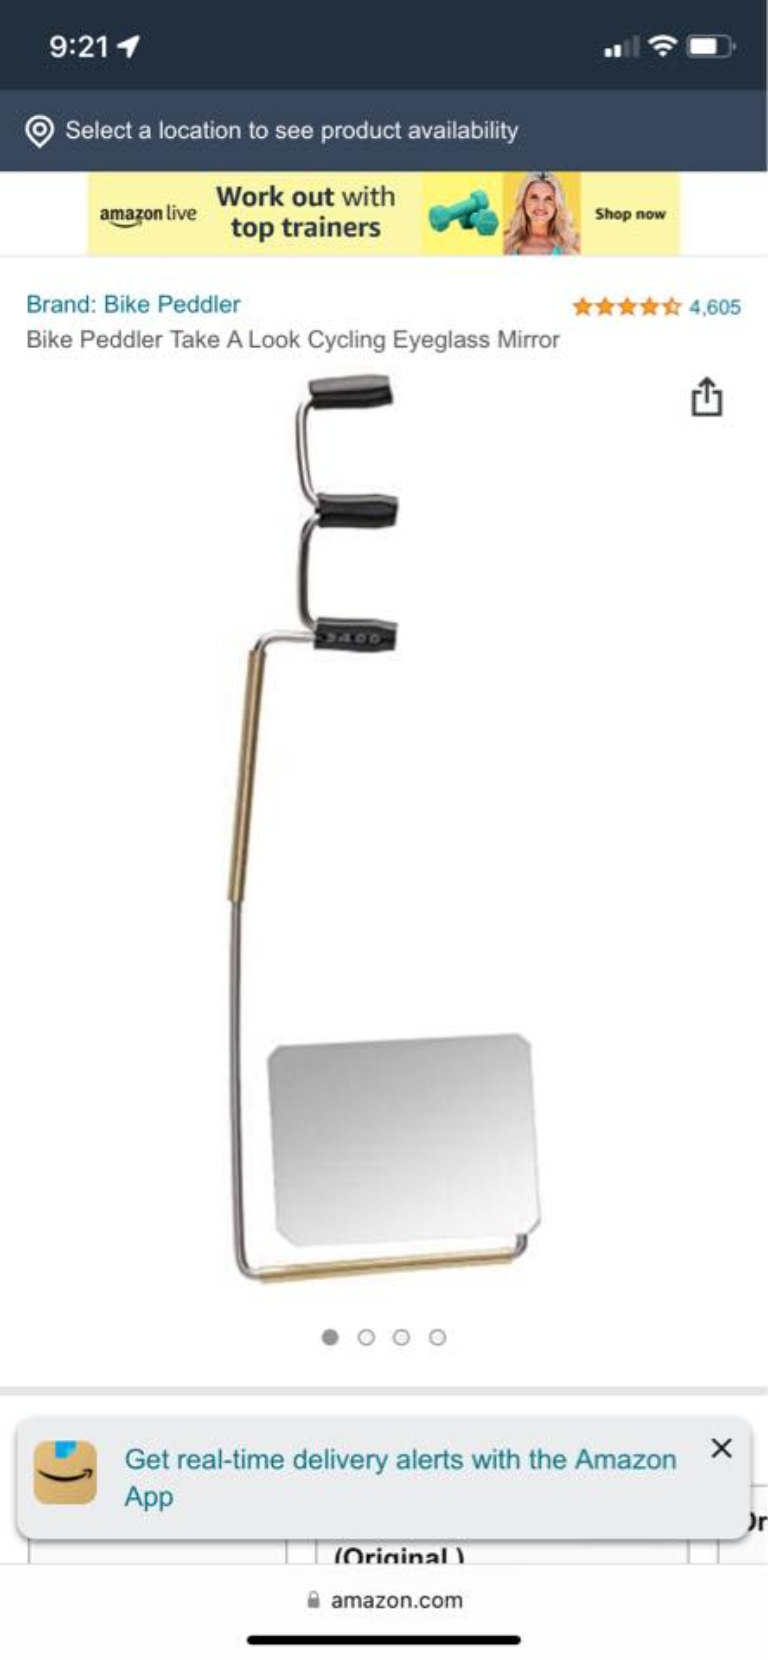 9:21
Select a location to see product availability
amazon live
Work out with
top trainers
Shop now
Brand: Bike Peddler
4,605
Bike Peddler Take A Look Cycling Eyeglass Mirror
Get real-time delivery alerts with the Amazon
App
(Original)
amazon.com